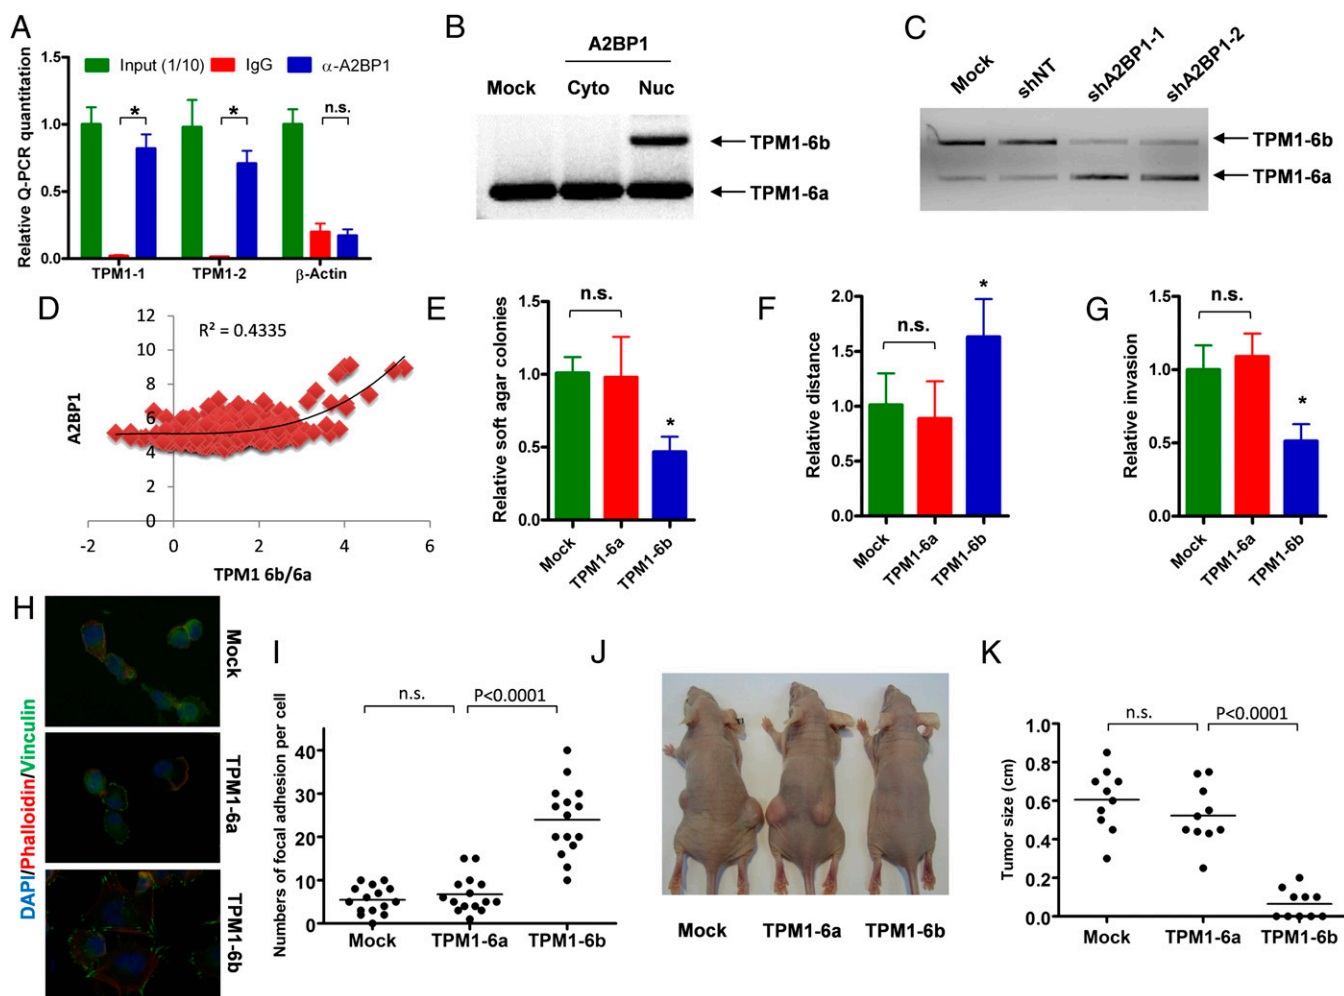 A
Relative Q-PCR quantitation
1.5
1.0
0.5
0.0
Input (1/10) IgG α-A2BP1
* * n.s.
TPM1-1 TPM1-2 β-Actin
B
A2BP1
Mock Cyto Nuc
TPM1-6b
TPM1-6a
C
Mock shNT shA2BP1-1 shA2BP1-2
TPM1-6b
TPM1-6a
D
A2BP1
12
10
8
6
4
2
0
R² = 0.4335
-2 0 2 4 6
TPM1 6b/6a
E
Relative soft agar colonies
1.5
1.0
0.5
0.0
n.s.
*
Mock TPM1-6a TPM1-6b
F
Relative distance
2.0
1.5
1.0
0.5
0.0
n.s.
*
Mock TPM1-6a TPM1-6b
G
Relative invasion
1.5
1.0
0.5
0.0
n.s.
*
Mock TPM1-6a TPM1-6b
H
DAPI/Phalloidin/Vinculin
Mock
TPM1-6a
TPM1-6b
I
Numbers of focal adhesion per cell
n.s. P<0.0001
40
30
20
10
0
Mock TPM1-6a TPM1-6b
J
Mock TPM1-6a TPM1-6b
K
Tumor size (cm)
n.s. P<0.0001
1.0
0.8
0.6
0.4
0.2
0.0
Mock TPM1-6a TPM1-6b